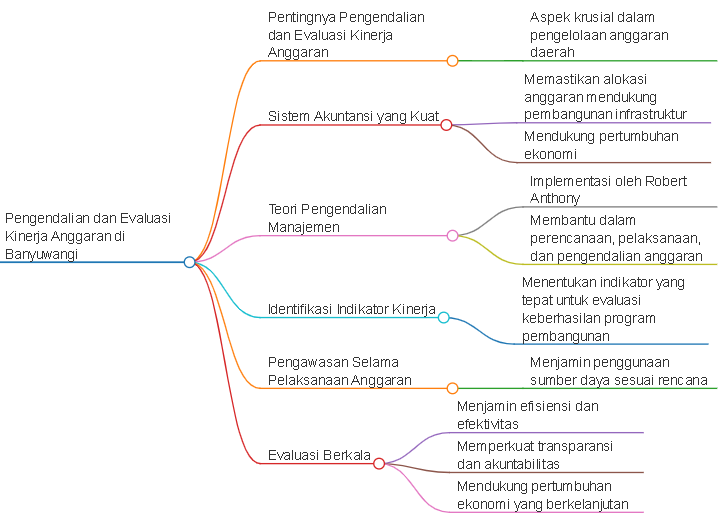 Pengendalian dan Evaluasi
Kinerja Anggaran di
Banyuwangi
Pentingnya Pengendalian
dan Evaluasi Kinerja
Anggaran
Aspek krusial dalam
pengelolaan anggaran
daerah
Sistem Akuntansi yang Kuat
Memastikan alokasi
anggaran mendukung
pembangunan infrastruktur
Mendukung pertumbuhan
ekonomi
Teori Pengendalian
Manajemen
Implementasi oleh Robert
Anthony
Membantu dalam
perencanaan, pelaksanaan,
dan pengendalian anggaran
Identifikasi Indikator Kinerja
Menentukan indikator yang
tepat untuk evaluasi
keberhasilan program
pembangunan
Pengawasan Selama
Pelaksanaan Anggaran
Menjamin penggunaan
sumber daya sesuai rencana
Evaluasi Berkala
Menjamin efisiensi dan
efektivitas
Memperkuat transparansi
dan akuntabilitas
Mendukung pertumbuhan
ekonomi yang berkelanjutan